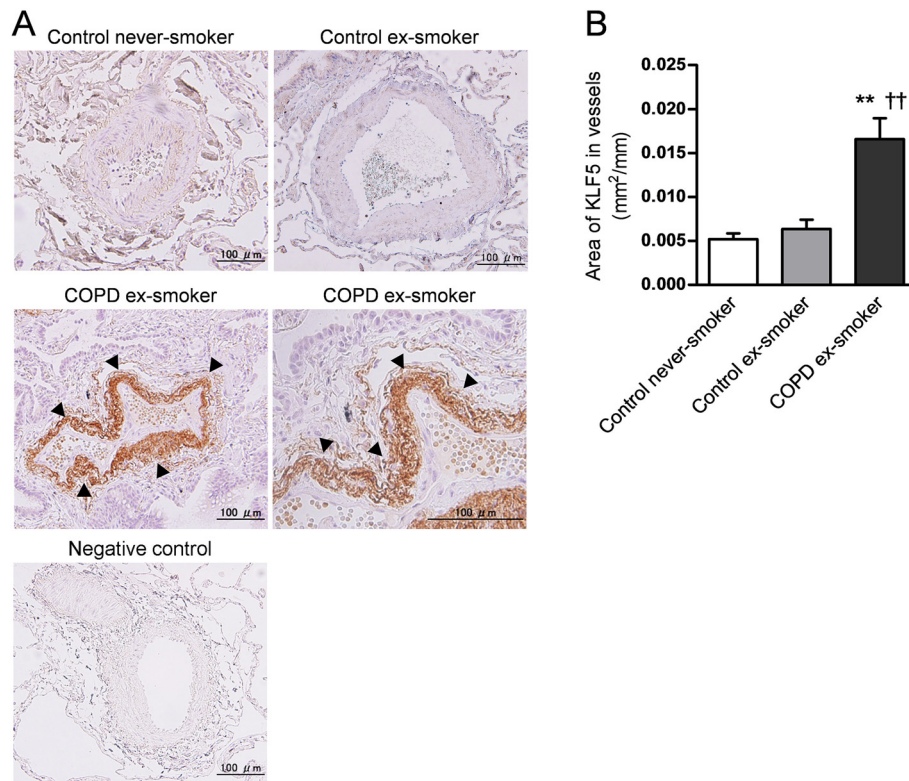 A
Control never-smoker
Control ex-smoker
100 μm
100 μm
COPD ex-smoker
COPD ex-smoker
100 μm
100 μm
Negative control
100 μm
B
Area of KLF5 in vessels
(mm²/mm)
0.025
0.020
0.015
0.010
0.005
0.000
** ††
Control never-smoker
Control ex-smoker
COPD ex-smoker